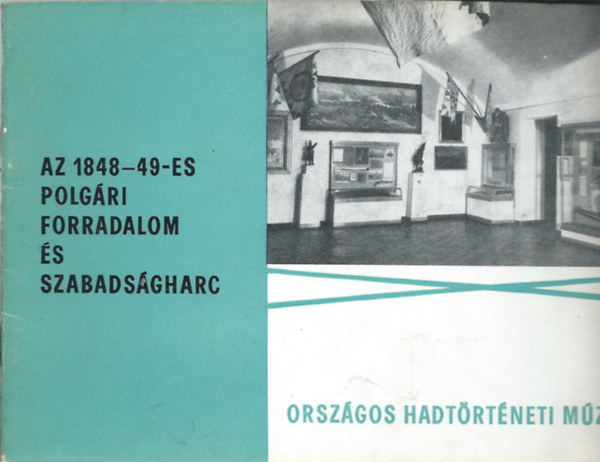 AZ 1848–49-ES
POLGÁRI
FORRADALOM
ÉS
SZABADSÁGHARC
ORSZÁGOS HADTÖRTÉNETI MÚZ